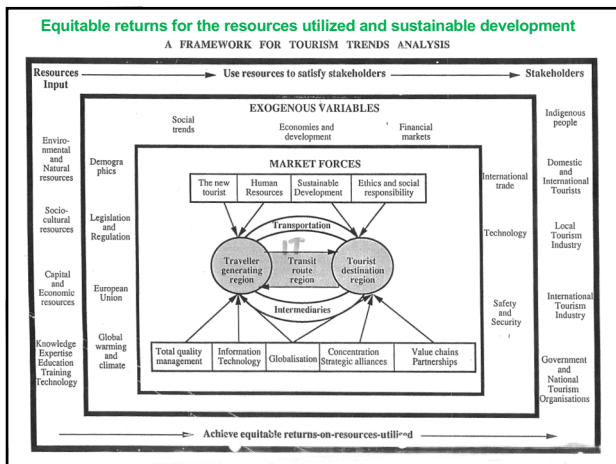 Equitable returns for the resources utilized and sustainable development
A FRAMEWORK FOR TOURISM TRENDS ANALYSIS
Resources
Input
Use resources to satisfy stakeholders
Stakeholders
EXOGENOUS VARIABLES
Social
trends
Economies and
development
Financial
markets
Indigenous
people
Enviro-
nmental
and
Natural
resources
Demogra
phics
MARKET FORCES
The new
tourist
Human
Resources
Sustainable
Development
Ethics and social
responsibility
International
trade
Domestic
and
International
Tourists
Socio-
cultural
resources
Legislation
and
Regulation
Transportation
IT
Traveller
generating
region
Transit
route
region
Tourist
destination
region
Technology
Local
Tourism
Industry
Capital
and
Economic
resources
European
Union
Intermediaries
Safety
and
Security
International
Tourism
Industry
Knowledge
Expertise
Education
Training
Technology
Global
warming
and
climate
Total quality
management
Information
Technology
Globalisation
Concentration
Strategic alliances
Value chains
Partnerships
Government
and
National
Tourism
Organisations
Achieve equitable returns-on-resources-utilised